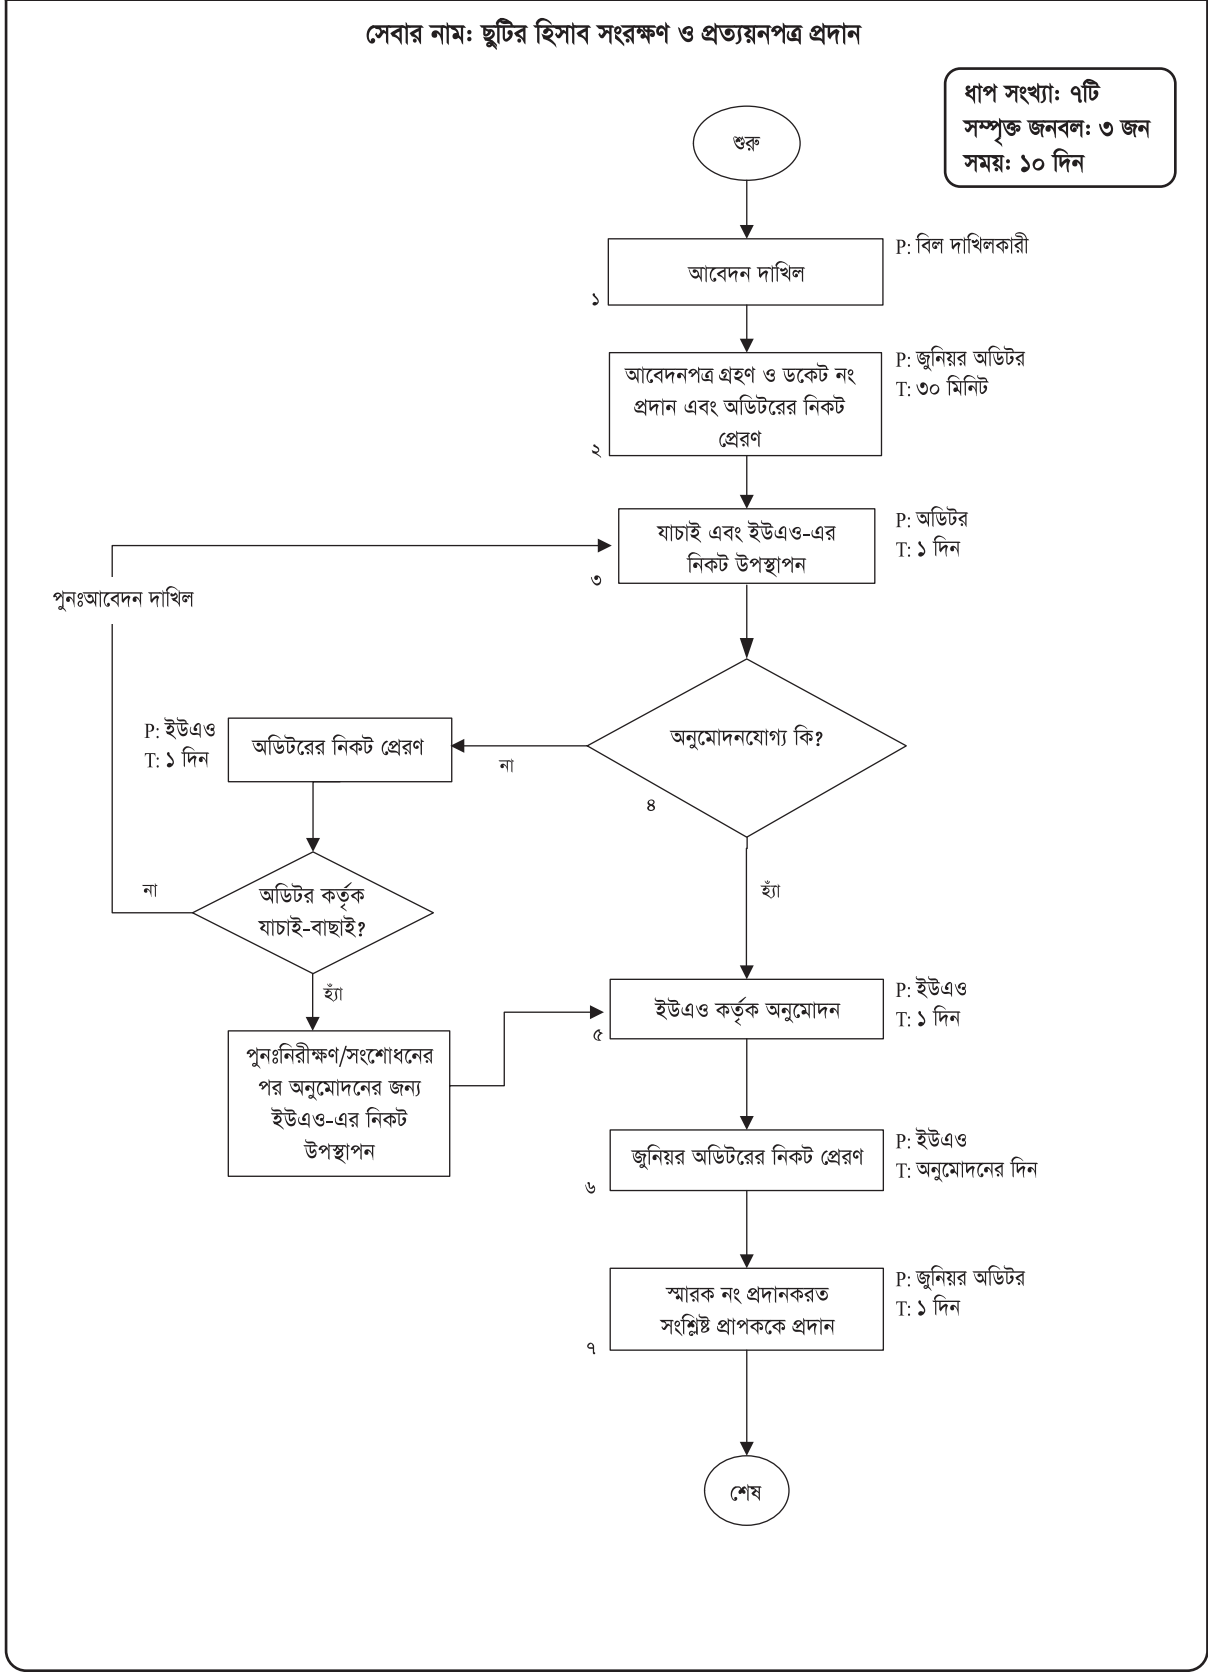 সেবার নাম: ছুটির হিসাব সংরক্ষণ ও প্রত্যয়নপত্র প্রদান
ধাপ সংখ্যা: ৭টি
সম্পৃক্ত জনবল: ৩ জন
সময়: ১০ দিন
শুরু
আবেদন দাখিল
১
P: বিল দাখিলকারী
আবেদনপত্র গ্রহণ ও ডকেট নং
প্রদান এবং অডিটরের নিকট
প্রেরণ
২
P: জুনিয়র অডিটর
T: ৩০ মিনিট
যাচাই এবং ইউএও-এর
নিকট উপস্থাপন
৩
P: অডিটর
T: ১ দিন
পুনঃআবেদন দাখিল
অনুমোদনযোগ্য কি?
৪
না
P: ইউএও
T: ১ দিন
অডিটরের নিকট প্রেরণ
অডিটর কর্তৃক
যাচাই-বাছাই?
না
হ্যাঁ
হ্যাঁ
পুনঃনিরীক্ষণ/সংশোধনের
পর অনুমোদনের জন্য
ইউএও-এর নিকট
উপস্থাপন
ইউএও কর্তৃক অনুমোদন
৫
P: ইউএও
T: ১ দিন
জুনিয়র অডিটরের নিকট প্রেরণ
৬
P: ইউএও
T: অনুমোদনের দিন
স্মারক নং প্রদানকরত
সংশ্লিষ্ট প্রাপককে প্রদান
৭
P: জুনিয়র অডিটর
T: ১ দিন
শেষ